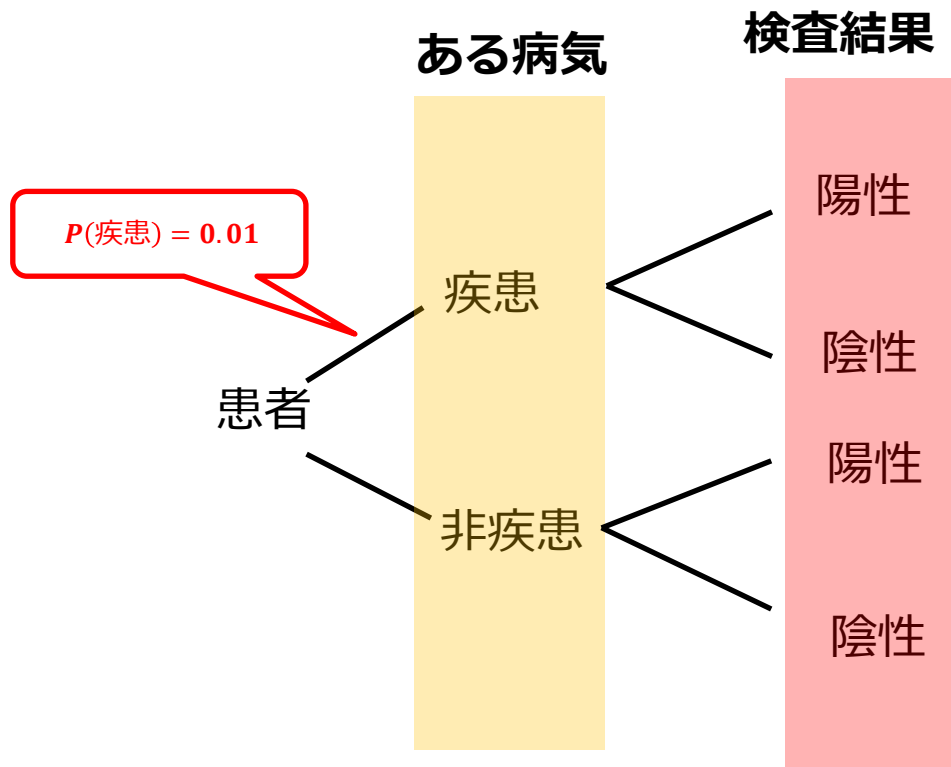 ある病気
検査結果
P(疾患) = 0.01
患者
疾患
非疾患
陽性
陰性
陽性
陰性